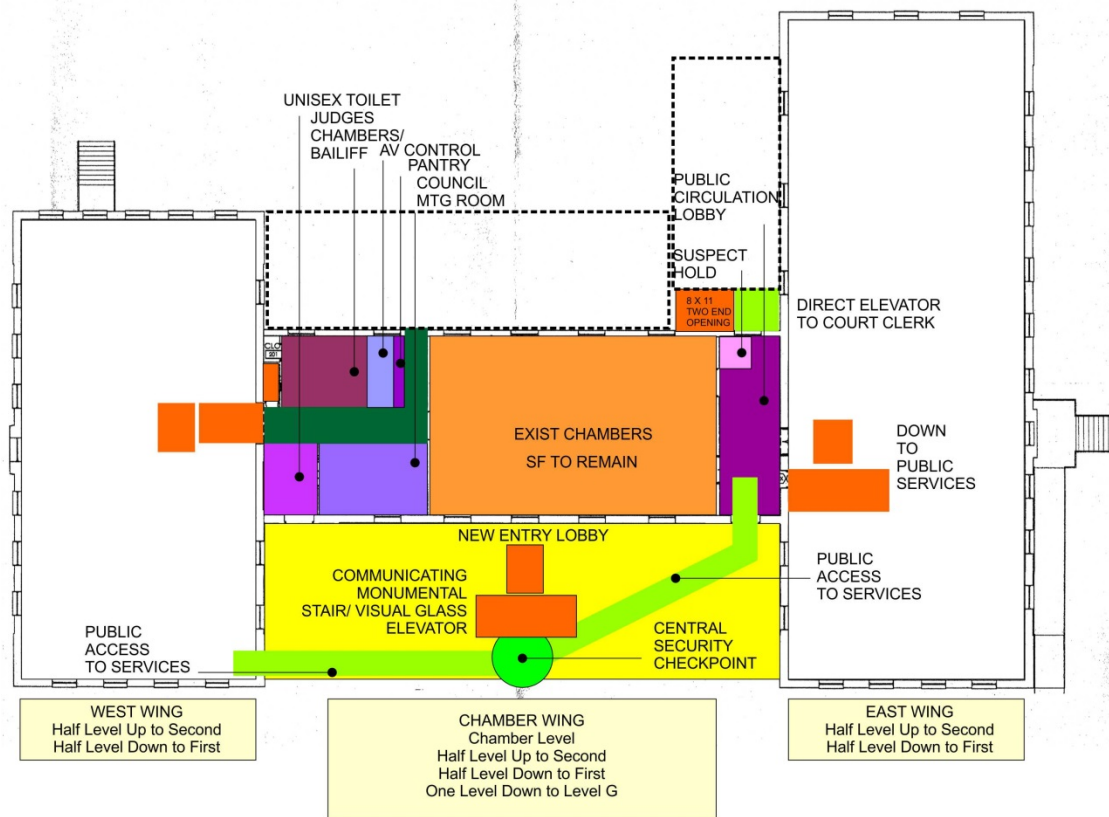 UNISEX TOILET
JUDGES
CHAMBERS/
BAILIFF
AV CONTROL
PANTRY
COUNCIL
MTG ROOM
PUBLIC
CIRCULATION
LOBBY
SUSPECT
HOLD
8 X 11
TWO END
OPENING
DIRECT ELEVATOR
TO COURT CLERK
CLO
EXIST CHAMBERS
SF TO REMAIN
DOWN
TO
PUBLIC
SERVICES
NEW ENTRY LOBBY
COMMUNICATING
MONUMENTAL
STAIR/ VISUAL GLASS
ELEVATOR
PUBLIC
ACCESS
TO SERVICES
CENTRAL
SECURITY
CHECKPOINT
PUBLIC
ACCESS
TO SERVICES
WEST WING
Half Level Up to Second
Half Level Down to First
CHAMBER WING
Chamber Level
Half Level Up to Second
Half Level Down to First
One Level Down to Level G
EAST WING
Half Level Up to Second
Half Level Down to First